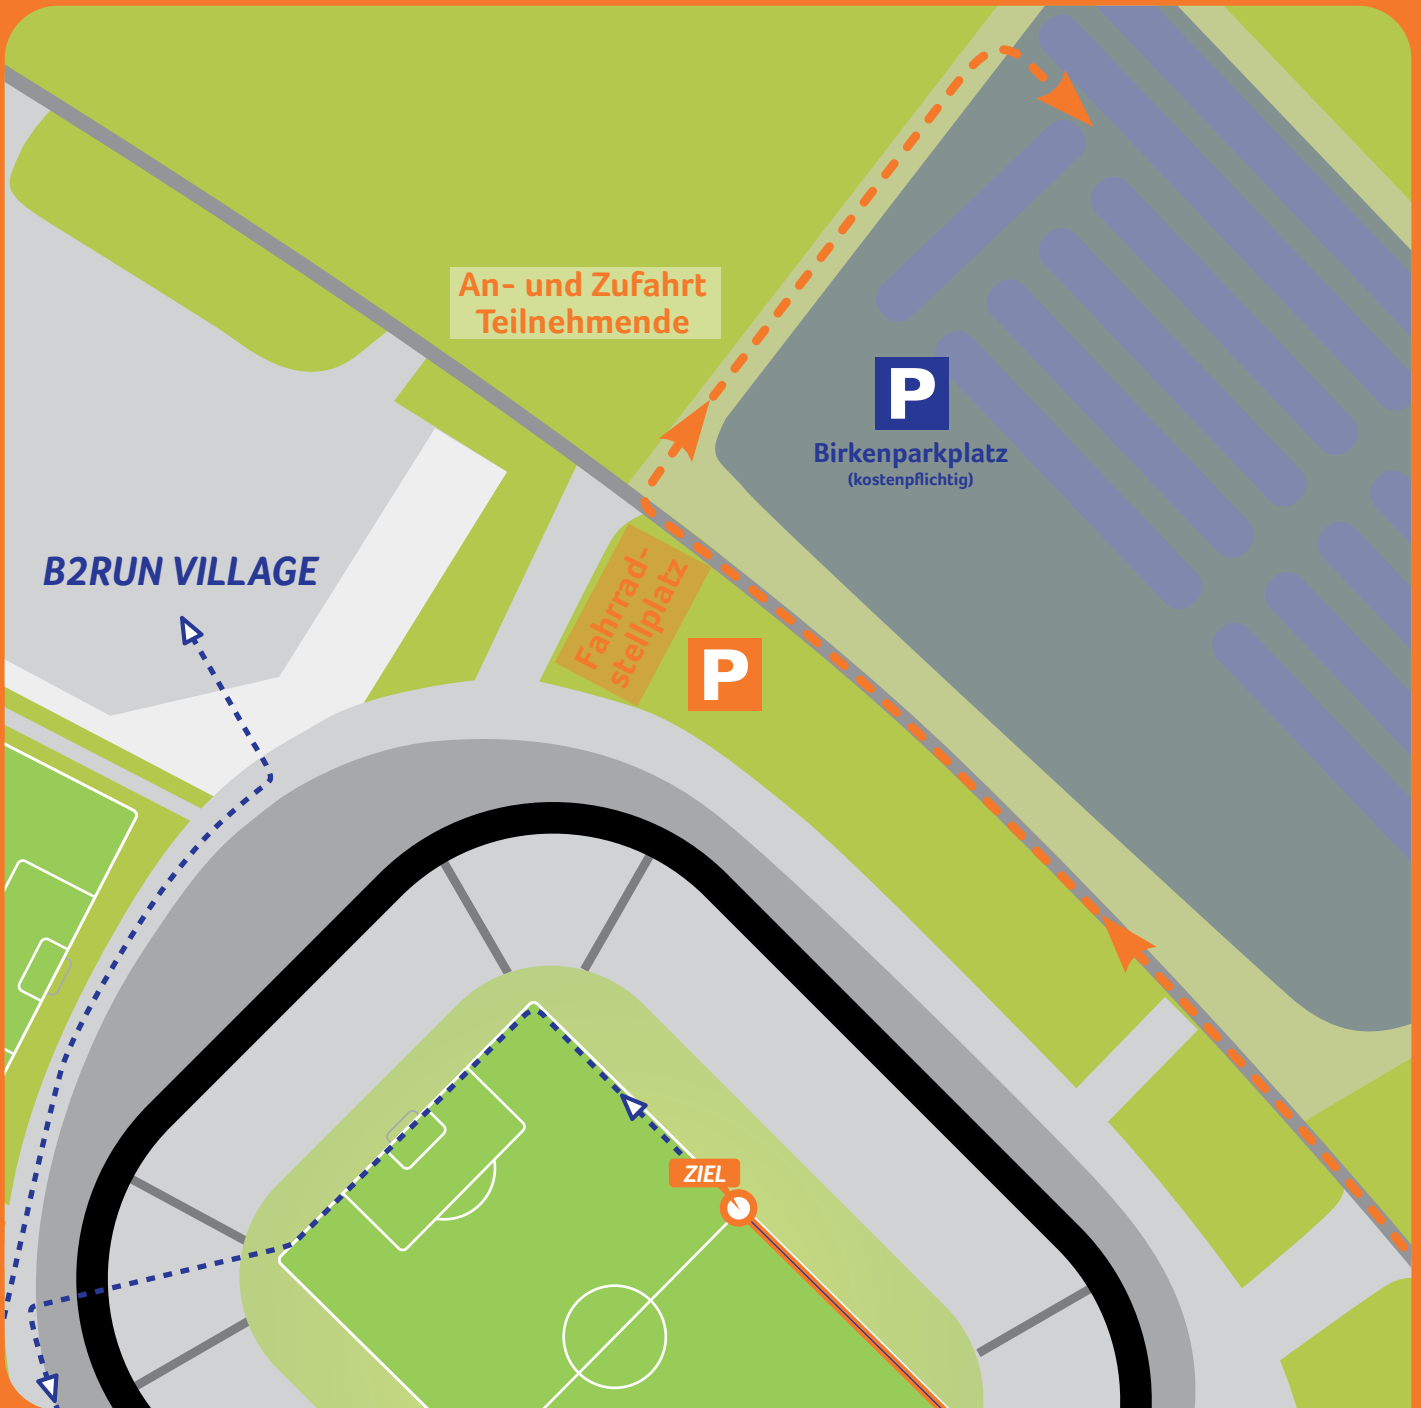 An- und Zufahrt
Teilnehmende
P
Birkenparkplatz
(kostenpflichtig)
B2RUN VILLAGE
Fahrrad-
stellplatz
P
ZIEL